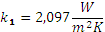 k₁ = 2,097 W/m²K